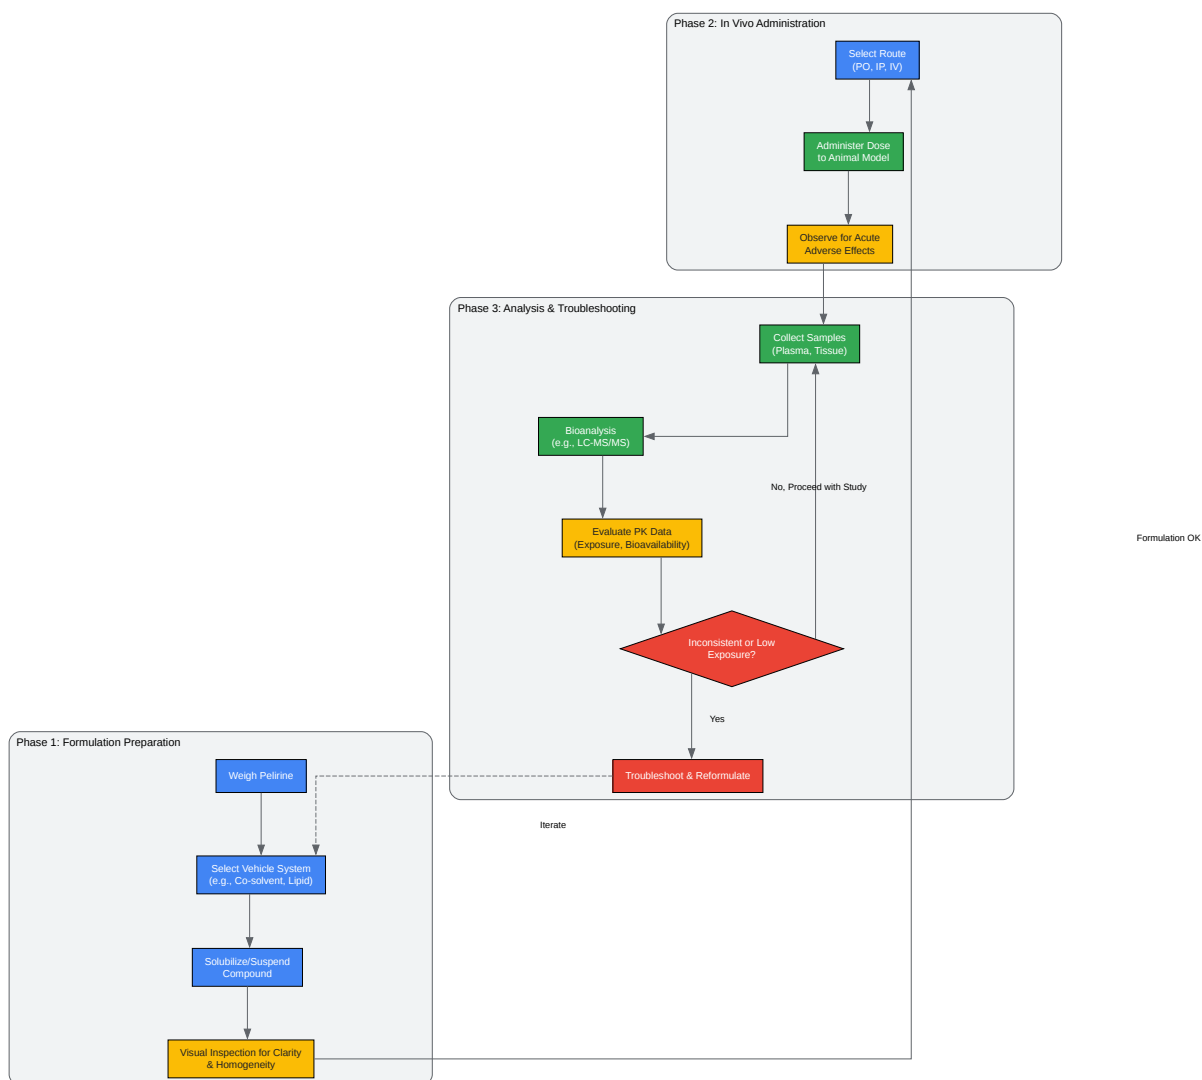 Phase 2: In Vivo Administration
Select Route
(PO, IP, IV)
Administer Dose
to Animal Model
Observe for Acute
Adverse Effects
Phase 3: Analysis & Troubleshooting
Collect Samples
(Plasma, Tissue)
Bioanalysis
(e.g., LC-MS/MS)
No, Proceed with Study
Evaluate PK Data
(Exposure, Bioavailability)
Formulation OK
Inconsistent or Low
Exposure?
Yes
Troubleshoot & Reformulate
Iterate
Phase 1: Formulation Preparation
Weigh Pelirine
Select Vehicle System
(e.g., Co-solvent, Lipid)
Solubilize/Suspend
Compound
Visual Inspection for Clarity
& Homogeneity